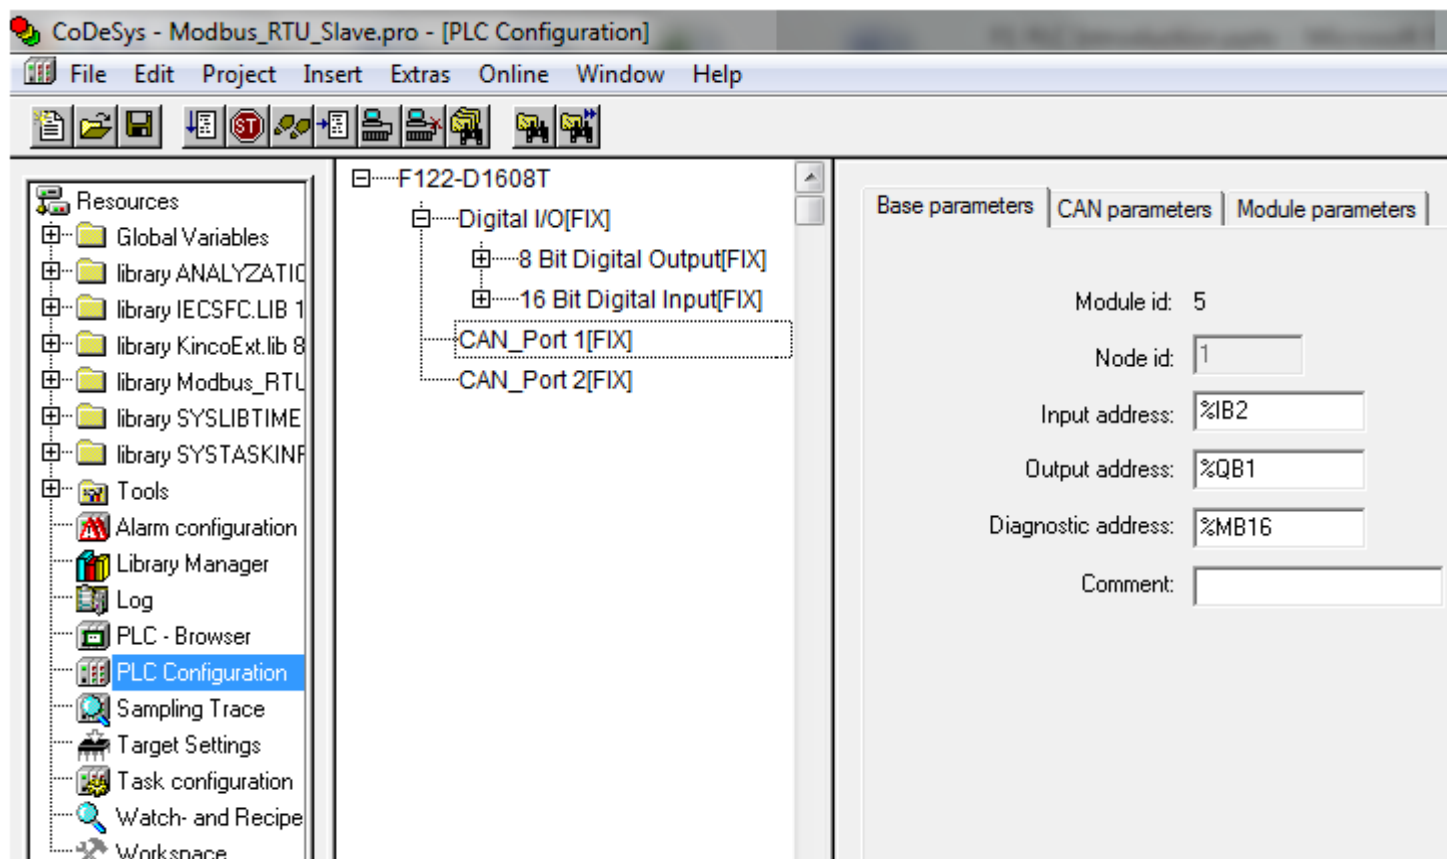 CoDeSys - Modbus_RTU_Slave.pro - [PLC Configuration]
File Edit Project Insert Extras Online Window Help
ST
Resources
Global Variables
library ANALYZATIO
library IECSFC.LIB 1
library KincoExt.lib 8
library Modbus_RTU
library SYSLIBTIME
library SYSTASKINF
Tools
Alarm configuration
Library Manager
Log
PLC - Browser
PLC Configuration
Sampling Trace
Target Settings
Task configuration
Watch- and Recipe
Workspace
F122-D1608T
Digital I/O[FIX]
8 Bit Digital Output[FIX]
16 Bit Digital Input[FIX]
CAN_Port 1[FIX]
CAN_Port 2[FIX]
Base parameters CAN parameters Module parameters
Module id: 5
Node id: 1
Input address: %IB2
Output address: %QB1
Diagnostic address: %MB16
Comment: